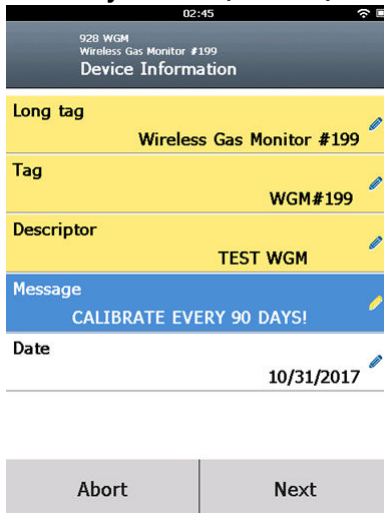 02:45
928 WGM
Wireless Gas Monitor #199
Device Information
Long tag
Wireless Gas Monitor #199
Tag
WGM#199
Descriptor
TEST WGM
Message
CALIBRATE EVERY 90 DAYS!
Date
10/31/2017
Abort
Next